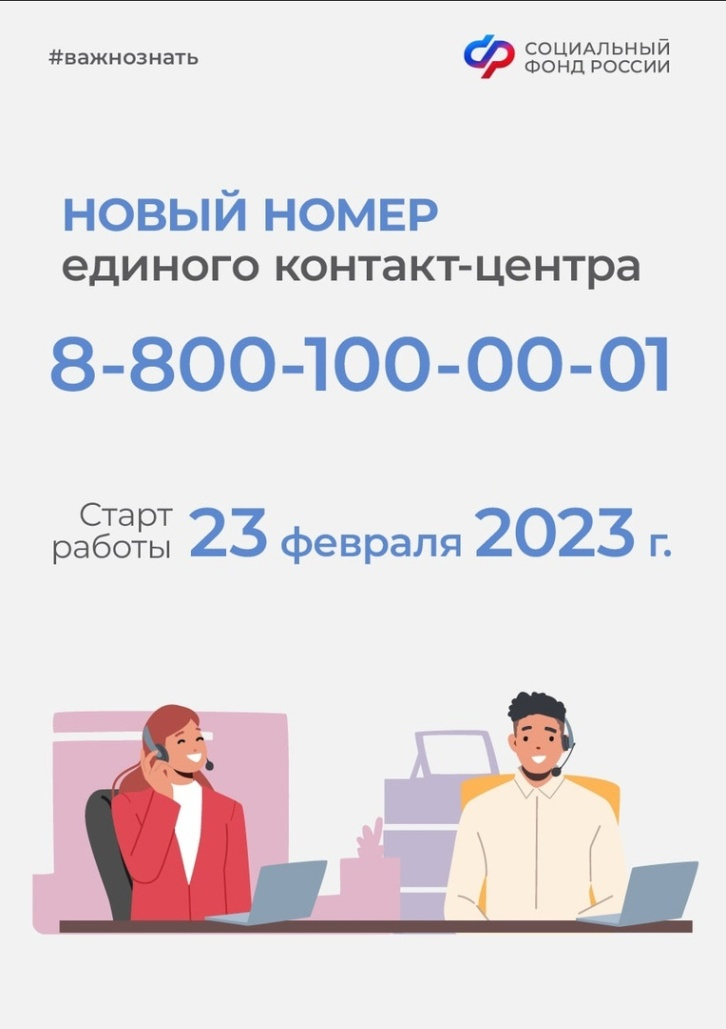 #важнознать
СОЦИАЛЬНЫЙ
ФОНД РОССИИ
НОВЫЙ НОМЕР
единого контакт-центра
8-800-100-00-01
Старт
работы 23 февраля 2023 г.